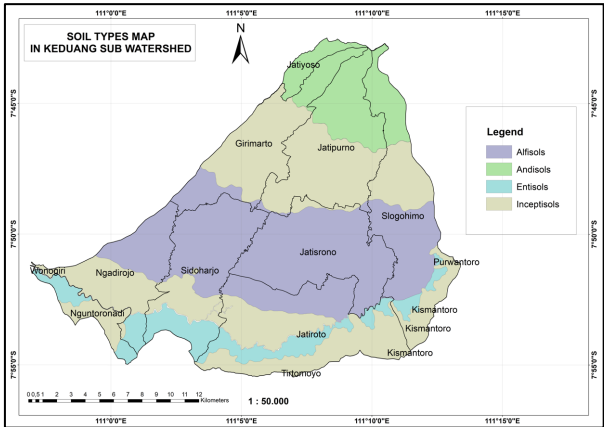 111°0'0"E 111°5'0"E 111°10'0"E 111°15'0"E
SOIL TYPES MAP
IN KEDUANG SUB WATERSHED
N
Jatiyoso
7°45'0"S 7°45'0"S
Girimarto
Jatipurno
Legend
Alfisols
Andisols
Entisols
Inceptisols
Slogohimo
7°50'0"S 7°50'0"S
Jatisrono
Purwantoro
Wonogiri
Ngadirojo
Sidoharjo
Nguntoronadi
Kismantoro
Kismantoro
Jatiroto
Kismantoro
7°55'0"S 7°55'0"S
Tirtomoyo
0 0,5 1 2 3 4 5 6 7 8 9 10 11 12
Kilometers
1 : 50.000
111°0'0"E 111°5'0"E 111°10'0"E 111°15'0"E